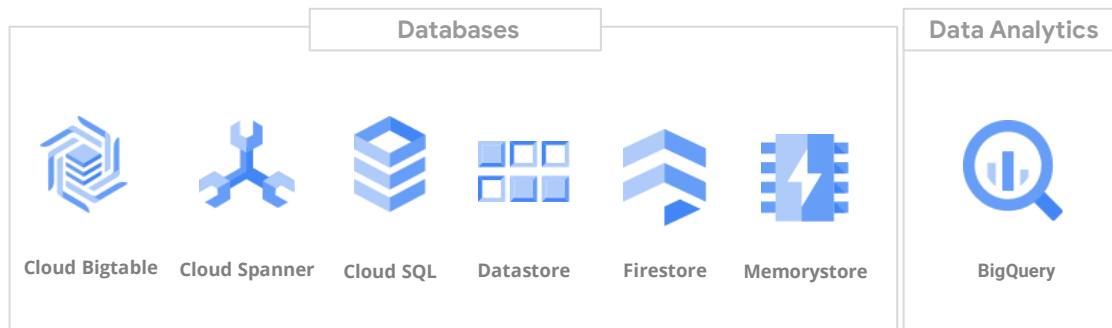 Databases
Data Analytics
Cloud Bigtable
Cloud Spanner
Cloud SQL
Datastore
Firestore
Memorystore
BigQuery